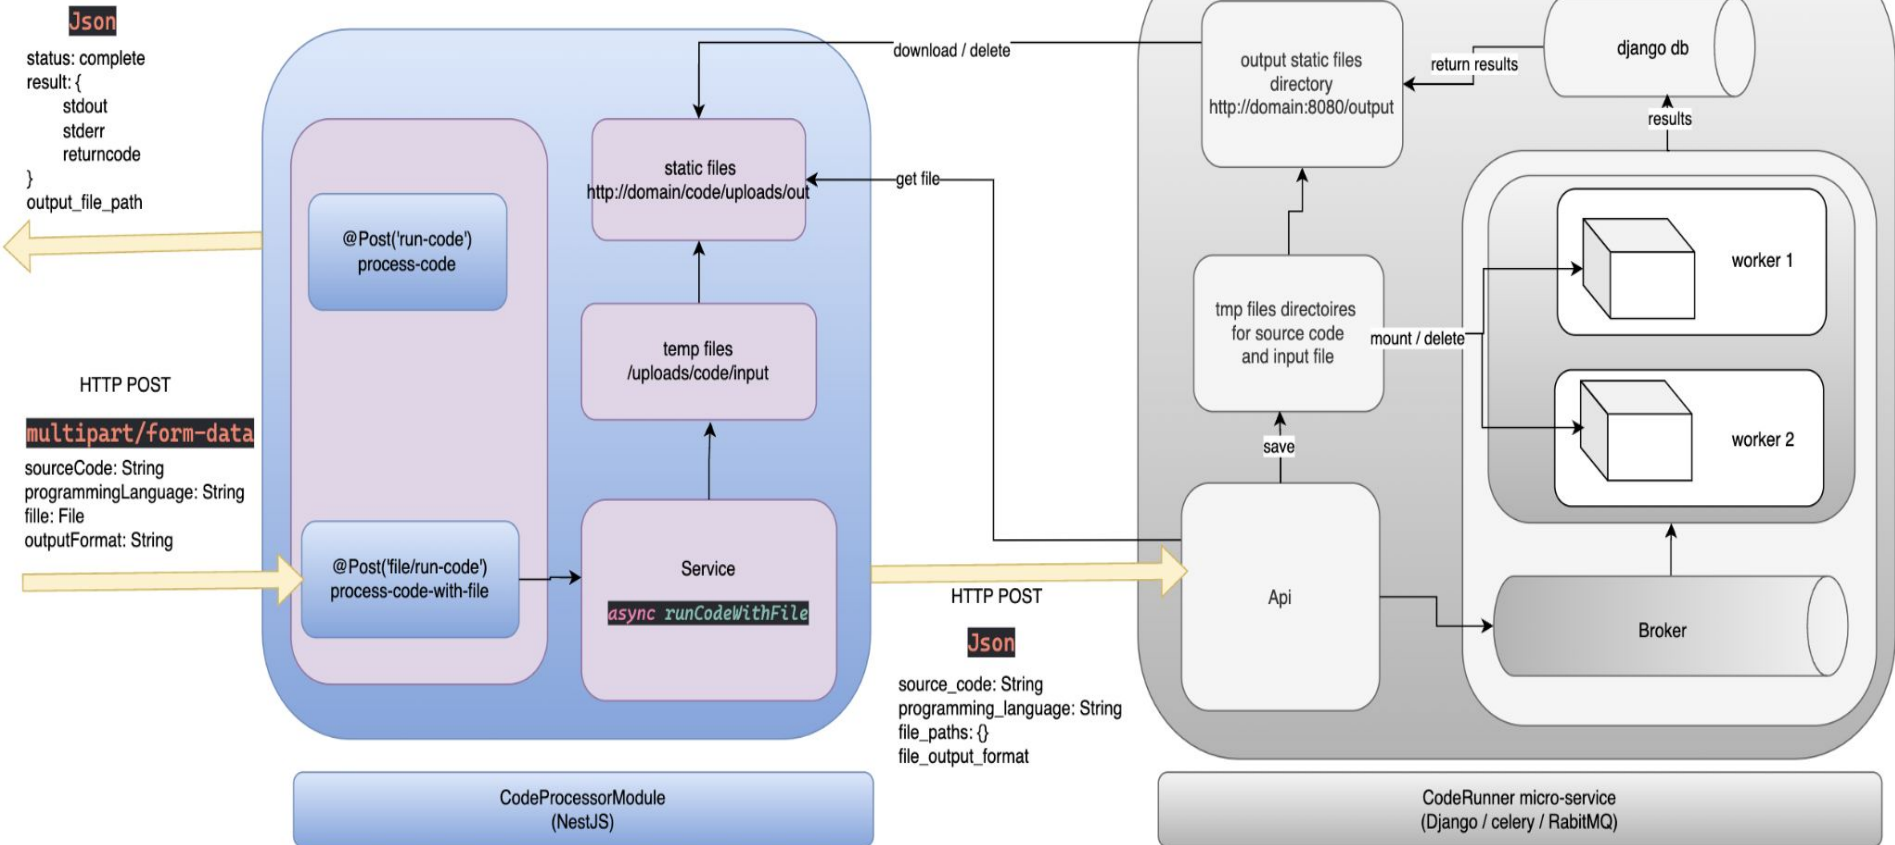 Json
status: complete
result: {
stdout
stderr
returncode
}
output_file_path
HTTP POST
multipart/form-data
sourceCode: String
programmingLanguage: String
fille: File
outputFormat: String
@Post('run-code')
process-code
@Post('file/run-code')
process-code-with-file
static files
http://domain/code/uploads/out
temp files
/uploads/code/input
Service
async runCodeWithFile
CodeProcessorModule
(NestJS)
download / delete
get file
HTTP POST
Json
source_code: String
programming_language: String
file_paths: {}
file_output_format
output static files
directory
http://domain:8080/output
return results
django db
results
tmp files directoires
for source code
and input file
mount / delete
save
Api
worker 1
worker 2
Broker
CodeRunner micro-service
(Django / celery / RabitMQ)